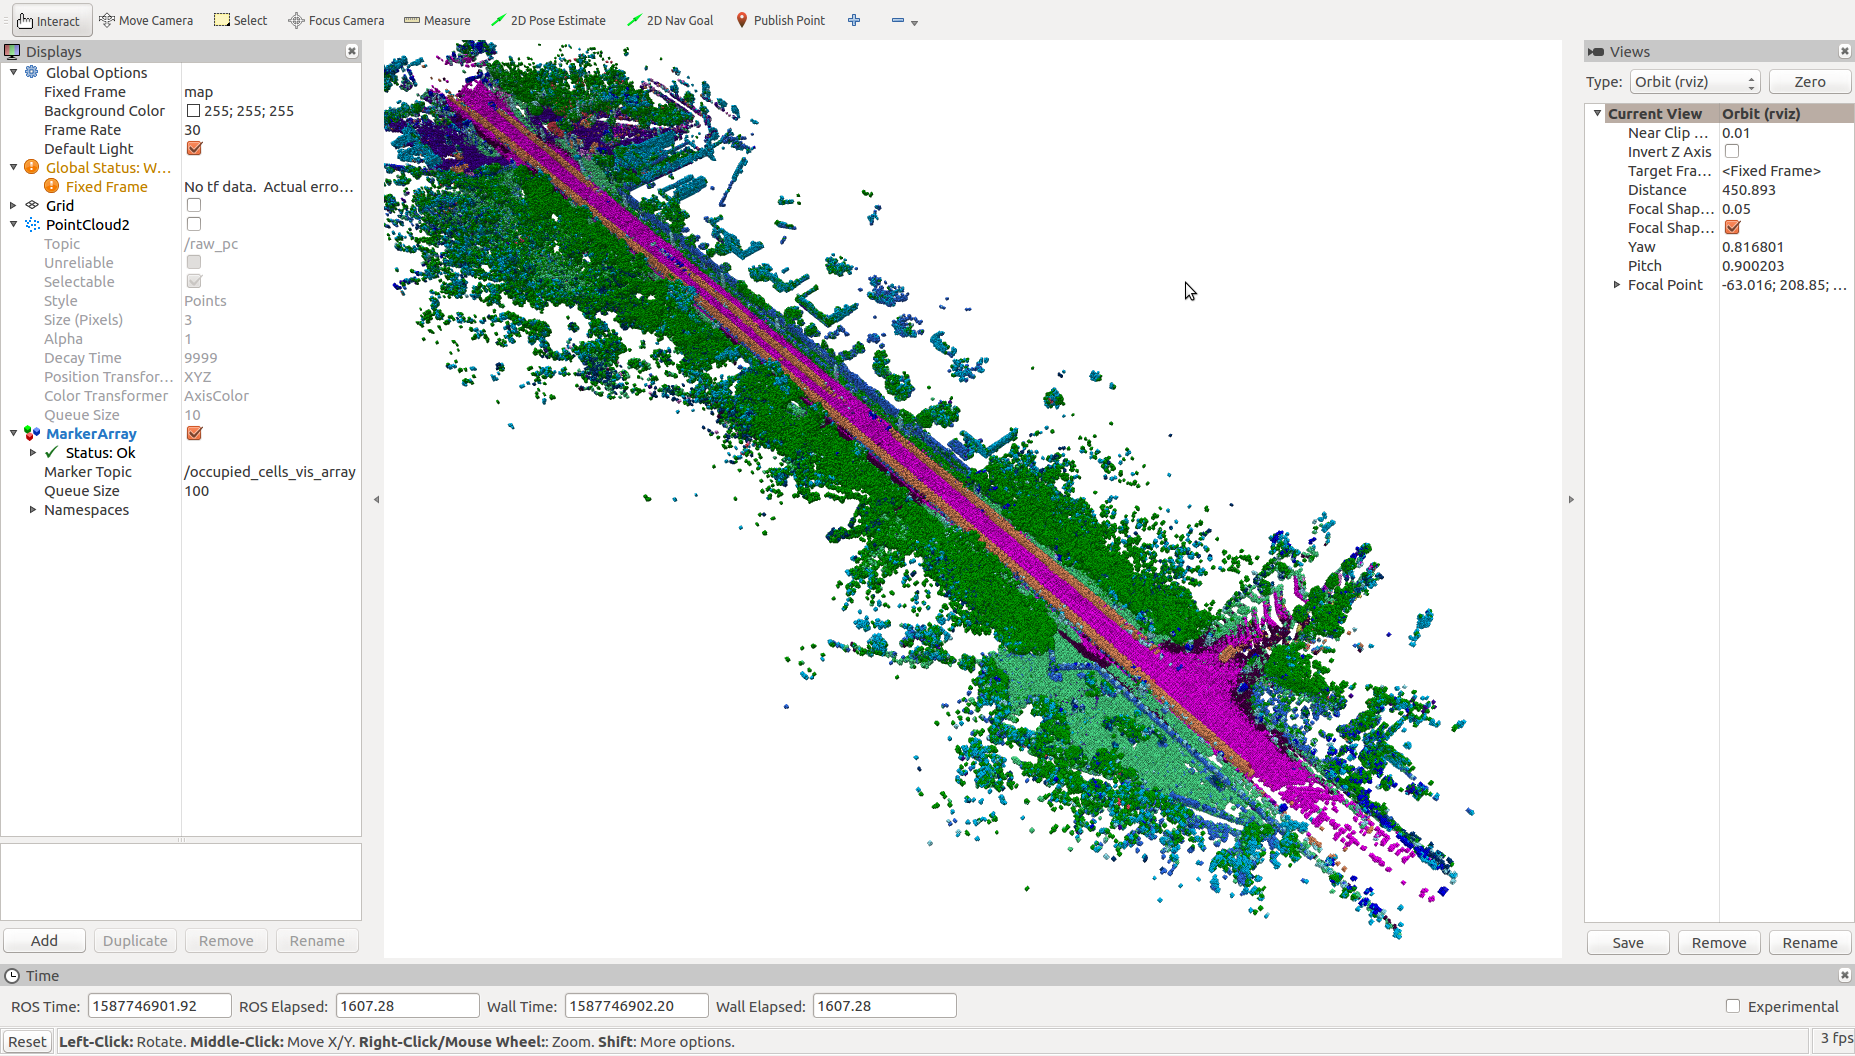 Interact Move Camera Select Focus Camera Measure 2D Pose Estimate 2D Nav Goal Publish Point
Displays
Global Options
Fixed Frame map
Background Color 255; 255; 255
Frame Rate 30
Default Light
Global Status: W...
Fixed Frame No tf data. Actual erro...
Grid
PointCloud2
Topic /raw_pc
Unreliable
Selectable
Style Points
Size (Pixels) 3
Alpha 1
Decay Time 9999
Position Transfor... XYZ
Color Transformer AxisColor
Queue Size 10
MarkerArray
Status: Ok
Marker Topic /occupied_cells_vis_array
Queue Size 100
Namespaces
Add Duplicate Remove Rename
Views
Type: Orbit (rviz) Zero
Current View Orbit (rviz)
Near Clip ... 0.01
Invert Z Axis
Target Fra... <Fixed Frame>
Distance 450.893
Focal Shap... 0.05
Focal Shap...
Yaw 0.816801
Pitch 0.900203
Focal Point -63.016; 208.85; ...
Save Remove Rename
Time
ROS Time: 1587746901.92 ROS Elapsed: 1607.28 Wall Time: 1587746902.20 Wall Elapsed: 1607.28 Experimental
Reset Left-Click: Rotate. Middle-Click: Move X/Y. Right-Click/Mouse Wheel:: Zoom. Shift: More options. 3 fps